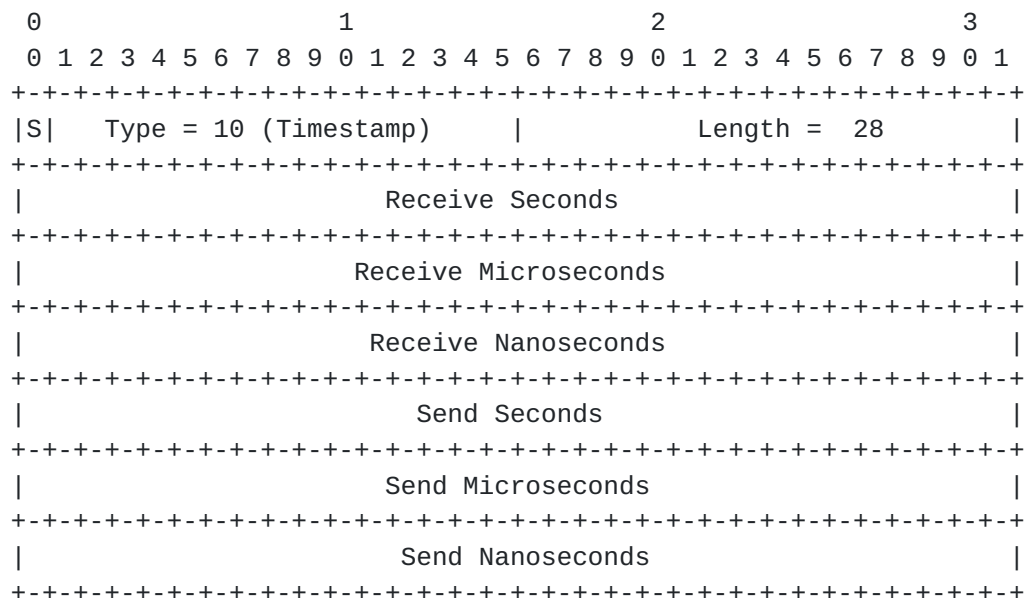 0                   1                   2                   3
 0 1 2 3 4 5 6 7 8 9 0 1 2 3 4 5 6 7 8 9 0 1 2 3 4 5 6 7 8 9 0 1
+-+-+-+-+-+-+-+-+-+-+-+-+-+-+-+-+-+-+-+-+-+-+-+-+-+-+-+-+-+-+-+-+
|S|   Type = 10 (Timestamp)     |           Length =  28        |
+-+-+-+-+-+-+-+-+-+-+-+-+-+-+-+-+-+-+-+-+-+-+-+-+-+-+-+-+-+-+-+-+
|                       Receive Seconds                         |
+-+-+-+-+-+-+-+-+-+-+-+-+-+-+-+-+-+-+-+-+-+-+-+-+-+-+-+-+-+-+-+-+
|                     Receive Microseconds                      |
+-+-+-+-+-+-+-+-+-+-+-+-+-+-+-+-+-+-+-+-+-+-+-+-+-+-+-+-+-+-+-+-+
|                      Receive Nanoseconds                      |
+-+-+-+-+-+-+-+-+-+-+-+-+-+-+-+-+-+-+-+-+-+-+-+-+-+-+-+-+-+-+-+-+
|                         Send Seconds                          |
+-+-+-+-+-+-+-+-+-+-+-+-+-+-+-+-+-+-+-+-+-+-+-+-+-+-+-+-+-+-+-+-+
|                       Send Microseconds                       |
+-+-+-+-+-+-+-+-+-+-+-+-+-+-+-+-+-+-+-+-+-+-+-+-+-+-+-+-+-+-+-+-+
|                        Send Nanoseconds                       |
+-+-+-+-+-+-+-+-+-+-+-+-+-+-+-+-+-+-+-+-+-+-+-+-+-+-+-+-+-+-+-+-+